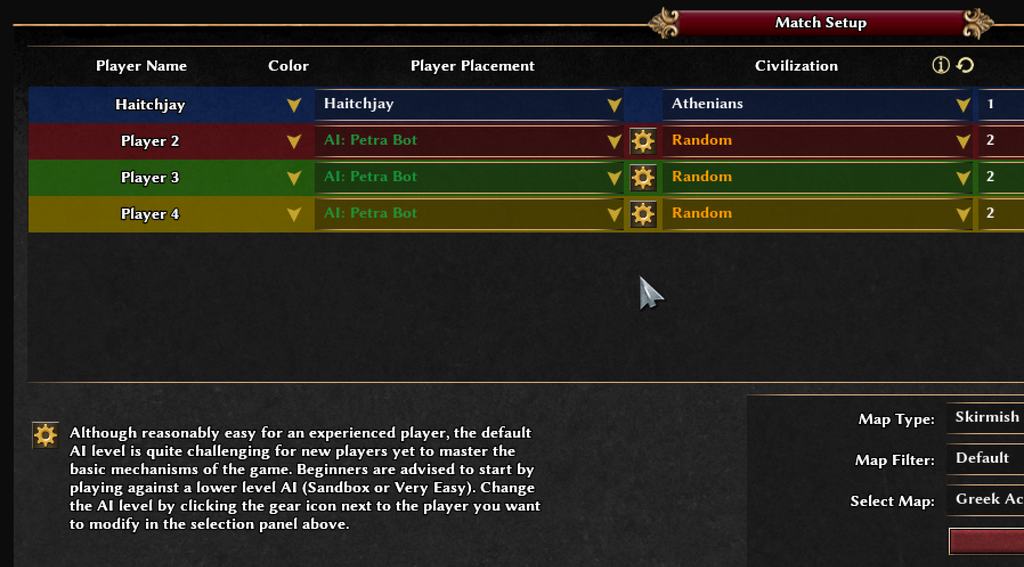 Match Setup
Player Name Color Player Placement Civilization
Haitchjay Haitchjay Athenians 1
Player 2 AI: Petra Bot Random 2
Player 3 AI: Petra Bot Random 2
Player 4 AI: Petra Bot Random 2
Although reasonably easy for an experienced player, the default
AI level is quite challenging for new players yet to master the
basic mechanisms of the game. Beginners are advised to start by
playing against a lower level AI (Sandbox or Very Easy). Change
the AI level by clicking the gear icon next to the player you want
to modify in the selection panel above.
Map Type: Skirmish
Map Filter: Default
Select Map: Greek Ac